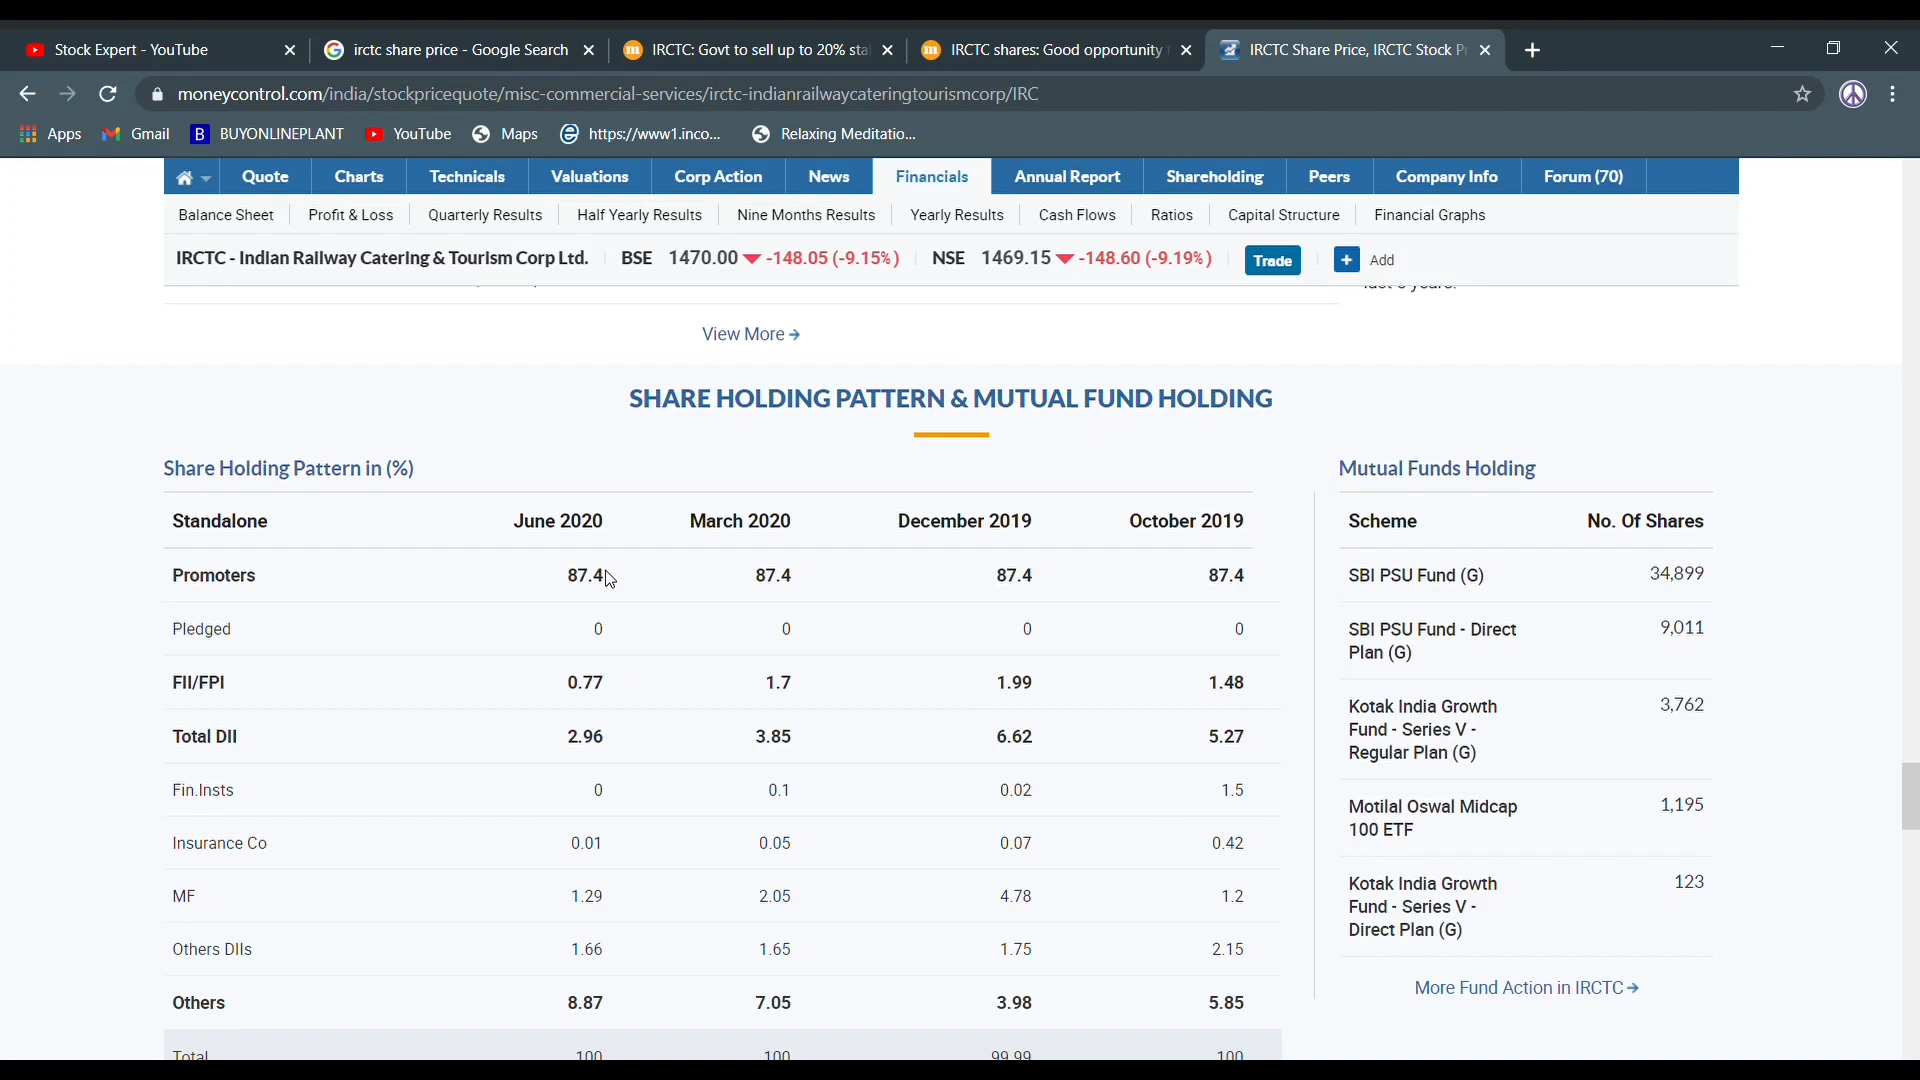 Stock Expert - YouTube
irctc share price - Google Search
IRCTC: Govt to sell up to 20% sta
IRCTC shares: Good opportunity
IRCTC Share Price, IRCTC Stock P
moneycontrol.com/india/stockpricequote/misc-commercial-services/irctc-indianrailwaycateringtourismcorp/IRC
Apps Gmail B BUYONLINEPLANT YouTube Maps https://www1.inco... Relaxing Meditatio...
Quote Charts Technicals Valuations Corp Action News Financials Annual Report Shareholding Peers Company Info Forum (70)
Balance Sheet Profit & Loss Quarterly Results Half Yearly Results Nine Months Results Yearly Results Cash Flows Ratios Capital Structure Financial Graphs
IRCTC - Indian Railway Catering & Tourism Corp Ltd. BSE 1470.00 -148.05 (-9.15%) NSE 1469.15 -148.60 (-9.19%) Trade + Add
View More
SHARE HOLDING PATTERN & MUTUAL FUND HOLDING
Share Holding Pattern in (%)
Standalone June 2020 March 2020 December 2019 October 2019
Promoters 87.4 87.4 87.4 87.4
Pledged 0 0 0 0
FII/FPI 0.77 1.7 1.99 1.48
Total DII 2.96 3.85 6.62 5.27
Fin.Insts 0 0.1 0.02 1.5
Insurance Co 0.01 0.05 0.07 0.42
MF 1.29 2.05 4.78 1.2
Others DIIs 1.66 1.65 1.75 2.15
Others 8.87 7.05 3.98 5.85
Total 100 100 99.99 100
Mutual Funds Holding
Scheme No. Of Shares
SBI PSU Fund (G) 34,899
SBI PSU Fund - Direct 9,011
Plan (G)
Kotak India Growth 3,762
Fund - Series V -
Regular Plan (G)
Motilal Oswal Midcap 1,195
100 ETF
Kotak India Growth 123
Fund - Series V -
Direct Plan (G)
More Fund Action in IRCTC